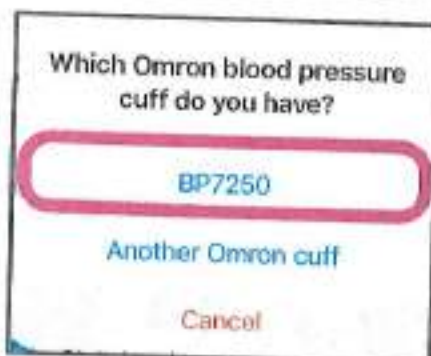 Which Omron blood pressure
cuff do you have?
BP7250
Another Omron cuff
Cancel